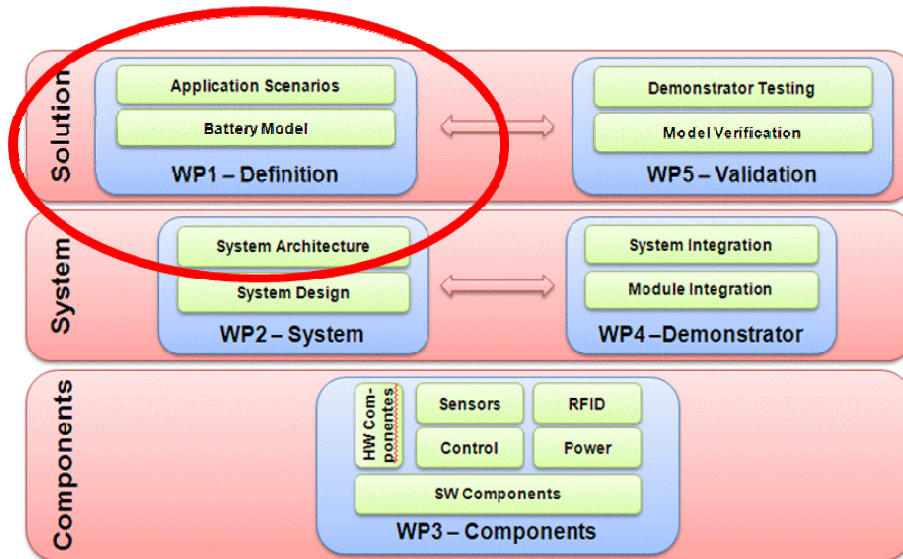 Solution
Application Scenarios
Battery Model
WP1 – Definition
Demonstrator Testing
Model Verification
WP5 – Validation
System
System Architecture
System Design
WP2 – System
System Integration
Module Integration
WP4 –Demonstrator
Components
HW Com-
ponentes
Sensors
RFID
Control
Power
SW Components
WP3 – Components